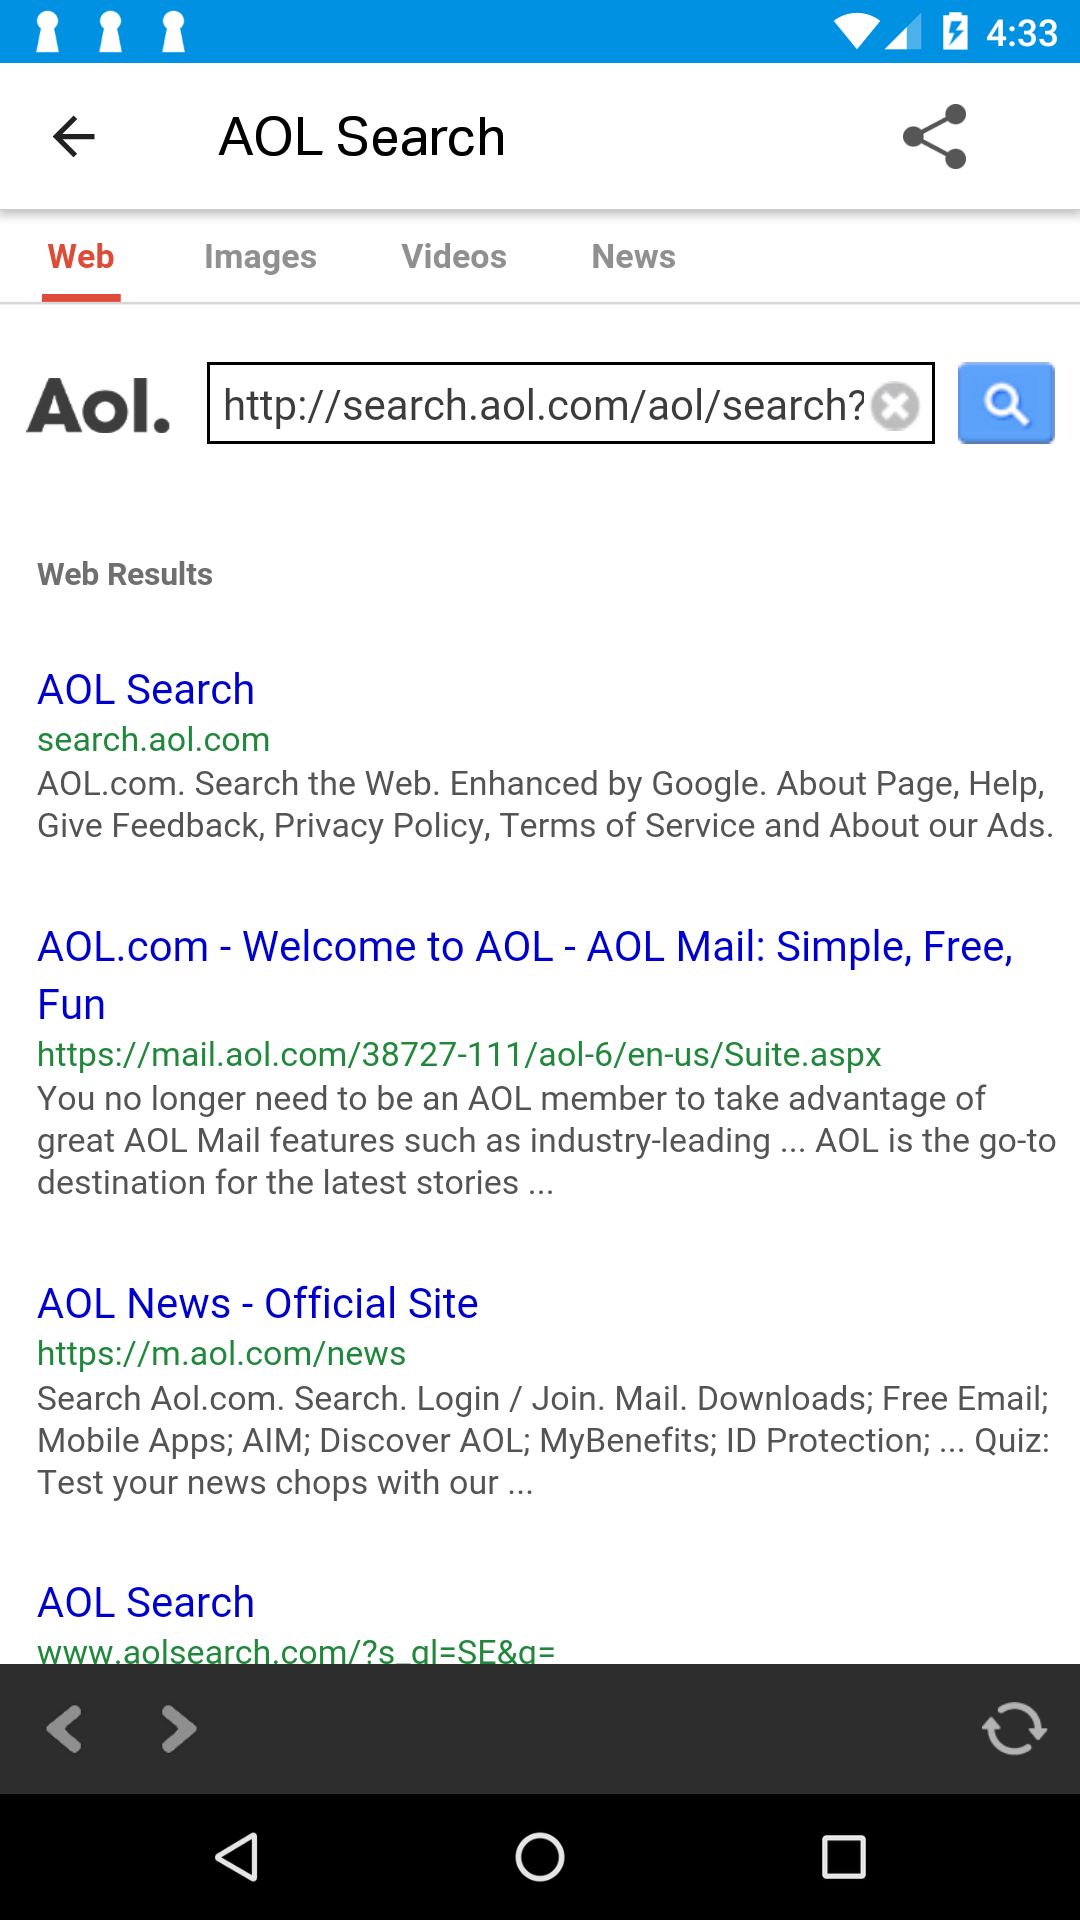 4:33
AOL Search
Web Images Videos News
Aol. http://search.aol.com/aol/search?
Web Results
AOL Search
search.aol.com
AOL.com. Search the Web. Enhanced by Google. About Page, Help,
Give Feedback, Privacy Policy, Terms of Service and About our Ads.
AOL.com - Welcome to AOL - AOL Mail: Simple, Free,
Fun
https://mail.aol.com/38727-111/aol-6/en-us/Suite.aspx
You no longer need to be an AOL member to take advantage of
great AOL Mail features such as industry-leading ... AOL is the go-to
destination for the latest stories ...
AOL News - Official Site
https://m.aol.com/news
Search Aol.com. Search. Login / Join. Mail. Downloads; Free Email;
Mobile Apps; AIM; Discover AOL; MyBenefits; ID Protection; ... Quiz:
Test your news chops with our ...
AOL Search
www.aolsearch.com/?s_gl=SE&q=